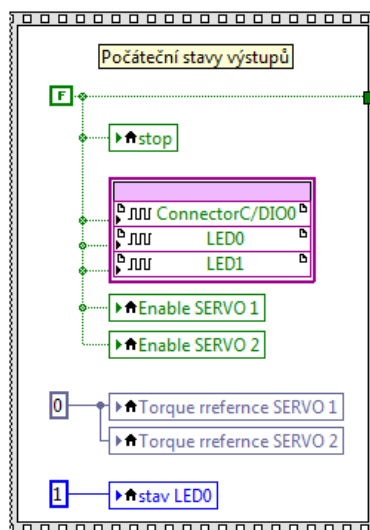 Počáteční stavy výstupů
F
stop
ConnectorC/DIO0
LED0
LED1
Enable SERVO 1
Enable SERVO 2
0
Torque rrefernce SERVO 1
Torque rrefernce SERVO 2
1
stav LED0